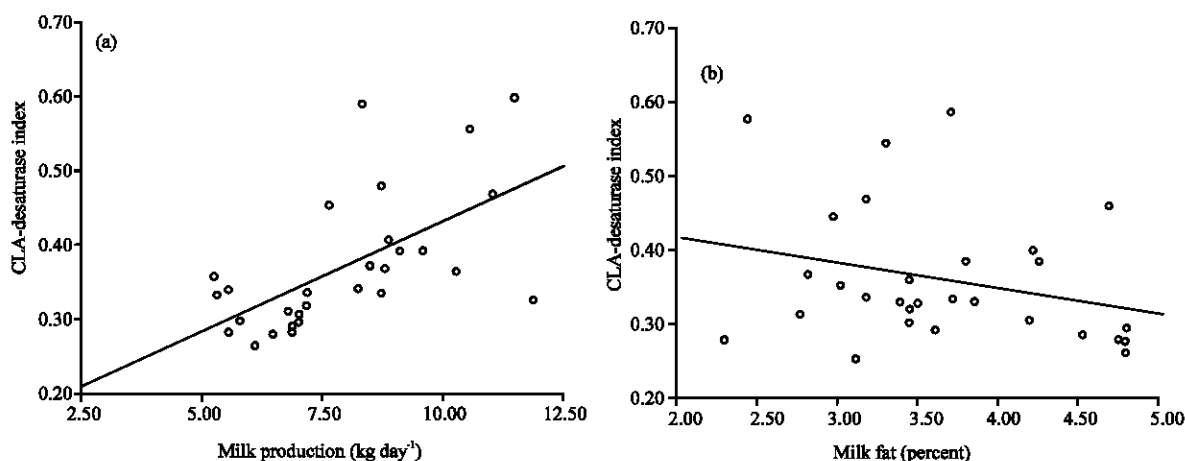 (a)
CLA-desaturase index
0.70
0.60
0.50
0.40
0.30
0.20
2.50 5.00 7.50 10.00 12.50
Milk production (kg day⁻¹)
(b)
CLA-desaturase index
0.70
0.60
0.50
0.40
0.30
0.20
2.00 2.50 3.00 3.50 4.00 4.50 5.00
Milk fat (percent)